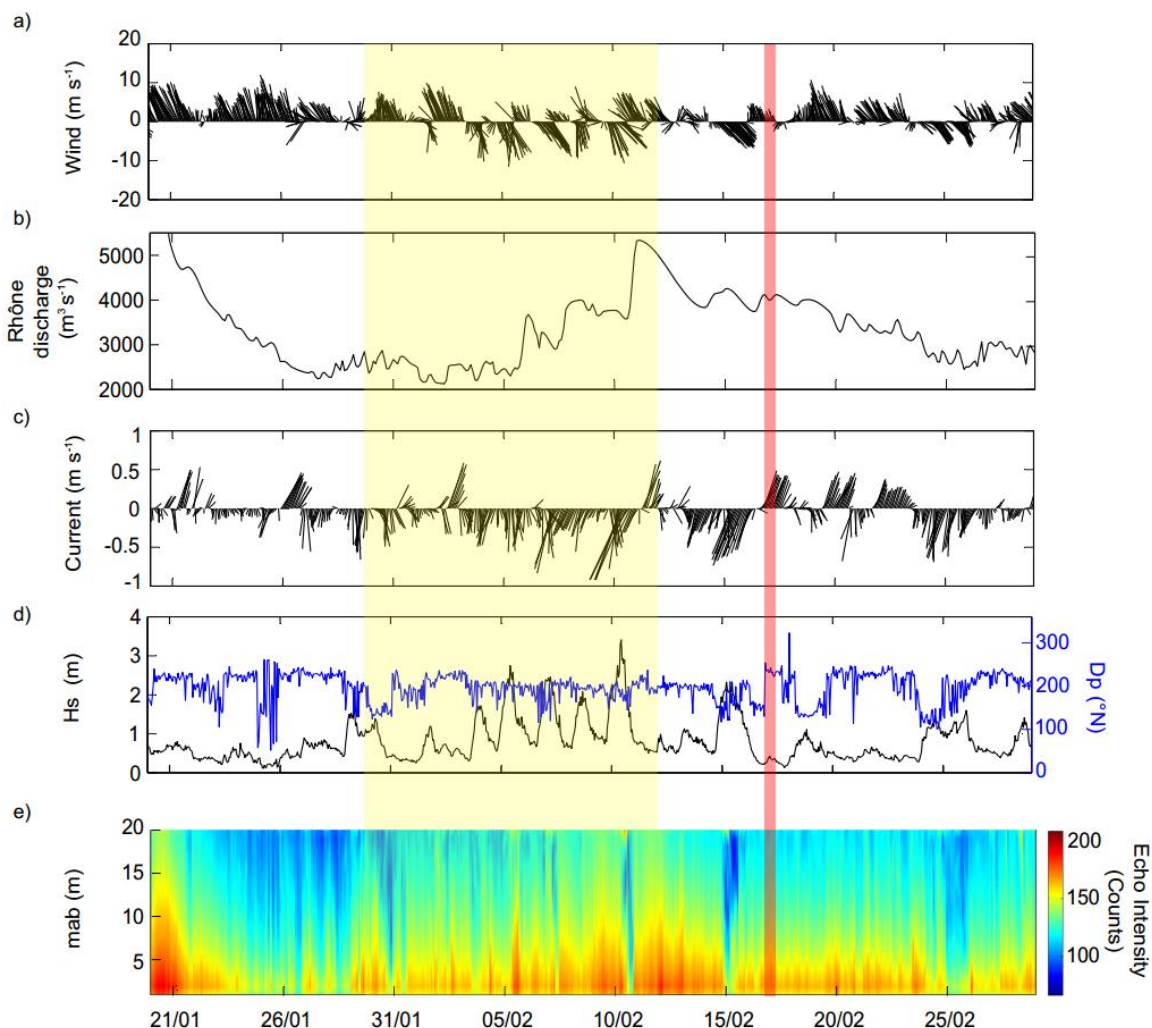 a)
20
10
0
-10
-20
Wind (m s⁻¹)
b)
5000
4000
3000
2000
Rhône
discharge
(m³ s⁻¹)
c)
1
0.5
0
-0.5
-1
Current (m s⁻¹)
d)
4
3
2
1
0
Hs (m)
300
200
100
0
Dp (°N)
e)
20
15
10
5
mab (m)
200
150
100
Echo Intensity
(Counts)
21/01 26/01 31/01 05/02 10/02 15/02 20/02 25/02